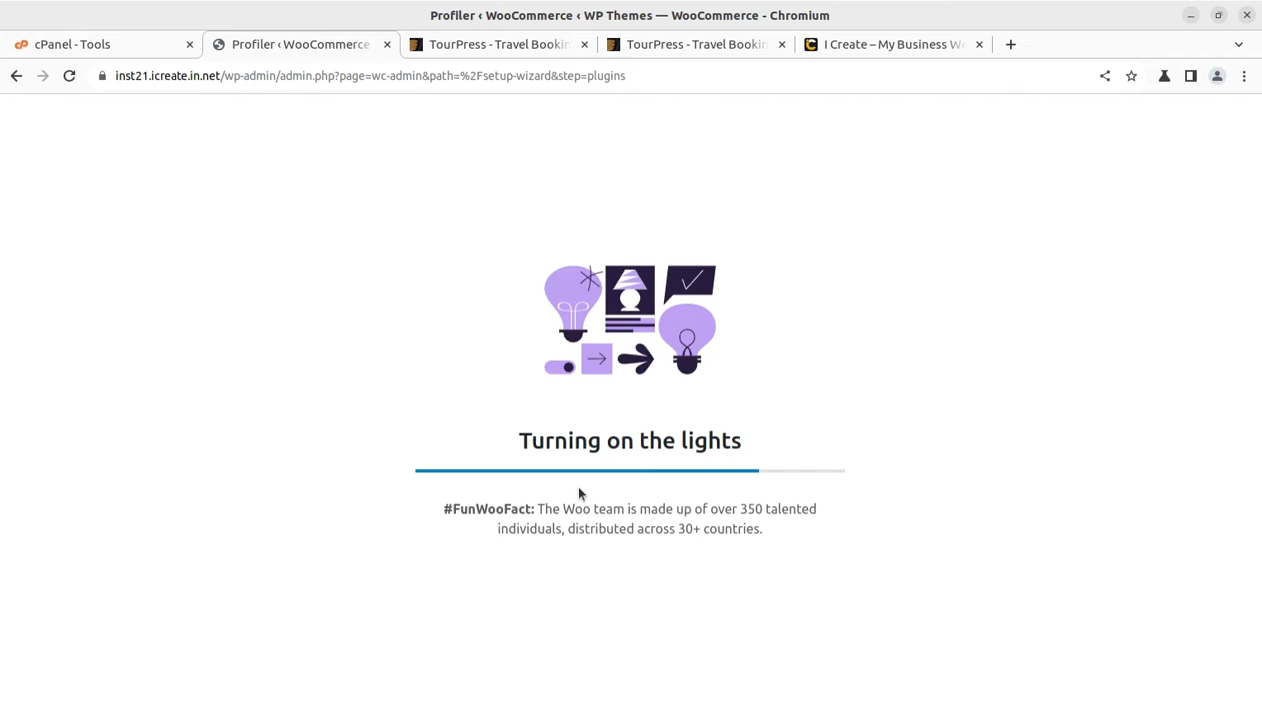 Profiler ‹ WooCommerce ‹ WP Themes — WooCommerce - Chromium
cPanel - Tools
Profiler ‹ WooCommerce
TourPress - Travel Bookin
TourPress - Travel Bookin
I Create – My Business W
inst21.icreate.in.net/wp-admin/admin.php?page=wc-admin&path=%2Fsetup-wizard&step=plugins
Turning on the lights
#FunWooFact: The Woo team is made up of over 350 talented
individuals, distributed across 30+ countries.